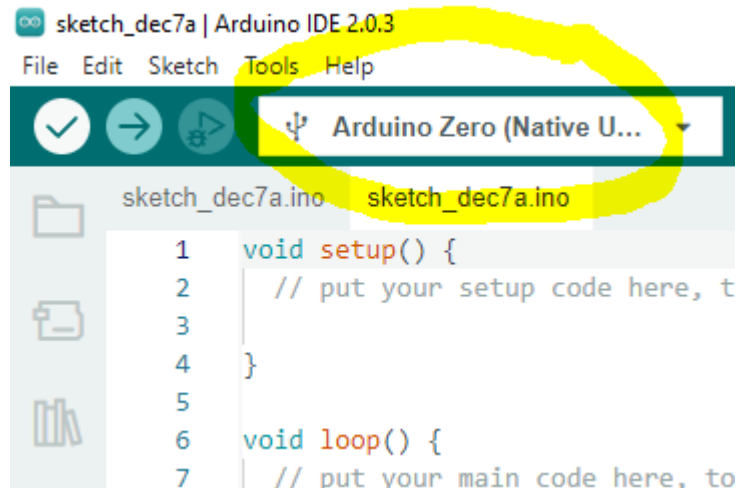 sketch_dec7a | Arduino IDE 2.0.3
File Edit Sketch Tools Help
Arduino Zero (Native U...
sketch_dec7a.ino sketch_dec7a.ino
1 void setup() {
2 // put your setup code here, t
3
4 }
5
6 void loop() {
7 // put your main code here, to